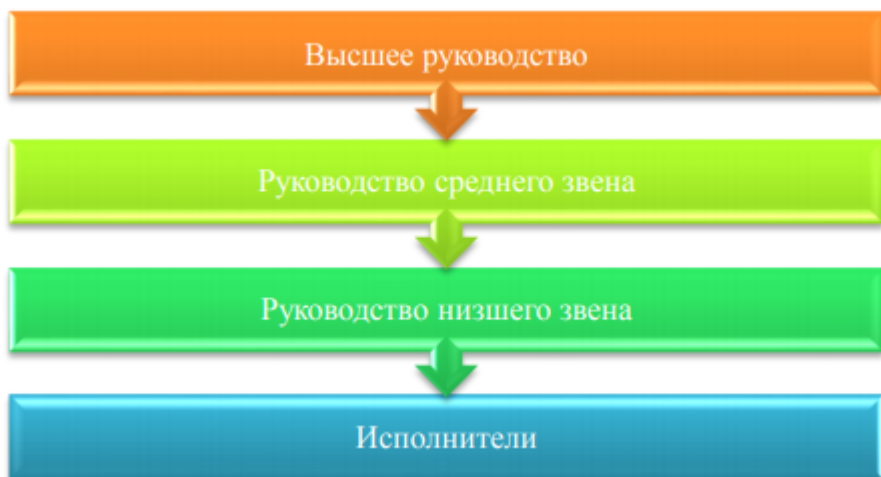 Высшее руководство
Руководство среднего звена
Руководство низшего звена
Исполнители